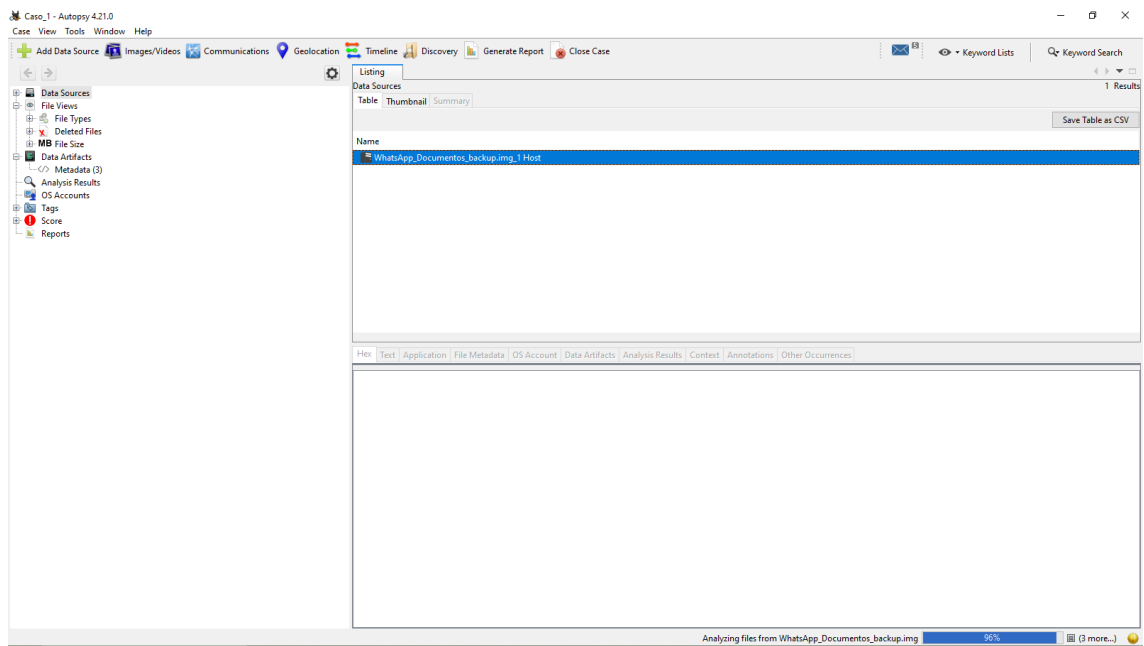 Caso_1 - Autopsy 4.21.0
Case View Tools Window Help
Add Data Source Images/Videos Communications Geolocation Timeline Discovery Generate Report Close Case Keyword Lists Keyword Search
Data Sources
File Views
File Types
Deleted Files
MB File Size
Data Artifacts
Metadata (3)
Analysis Results
OS Accounts
Tags
Score
Reports
Listing
Data Sources
1 Results
Table Thumbnail Summary
Save Table as CSV
Name
WhatsApp_Documentos_backup.img_1 Host
Hex Text Application File Metadata OS Account Data Artifacts Analysis Results Context Annotations Other Occurrences
Analyzing files from WhatsApp_Documentos_backup.img 96% (3 more...)